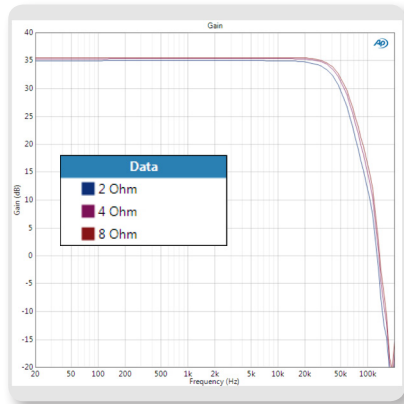 Gain
AP
40
35
30
25
20
15
10
5
0
-5
-10
-15
-20
Gain (dB)
Data
2 Ohm
4 Ohm
8 Ohm
20 50 100 200 500 1k 2k 5k 10k 20k 50k 100k
Frequency (Hz)